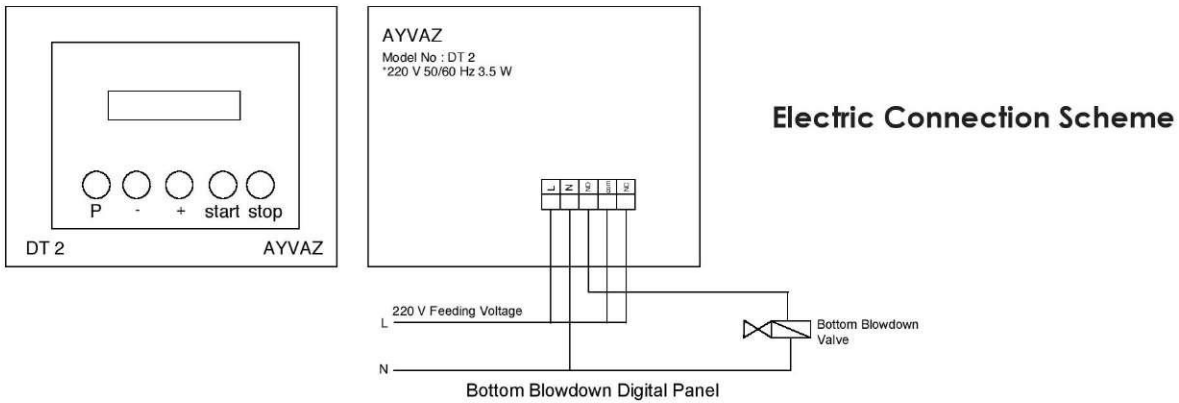 P - + start stop
DT 2 AYVAZ
AYVAZ
Model No : DT 2
*220 V 50/60 Hz 3.5 W
L N NO com NC
220 V Feeding Voltage
L
N
Bottom Blowdown
Valve
Bottom Blowdown Digital Panel
Electric Connection Scheme